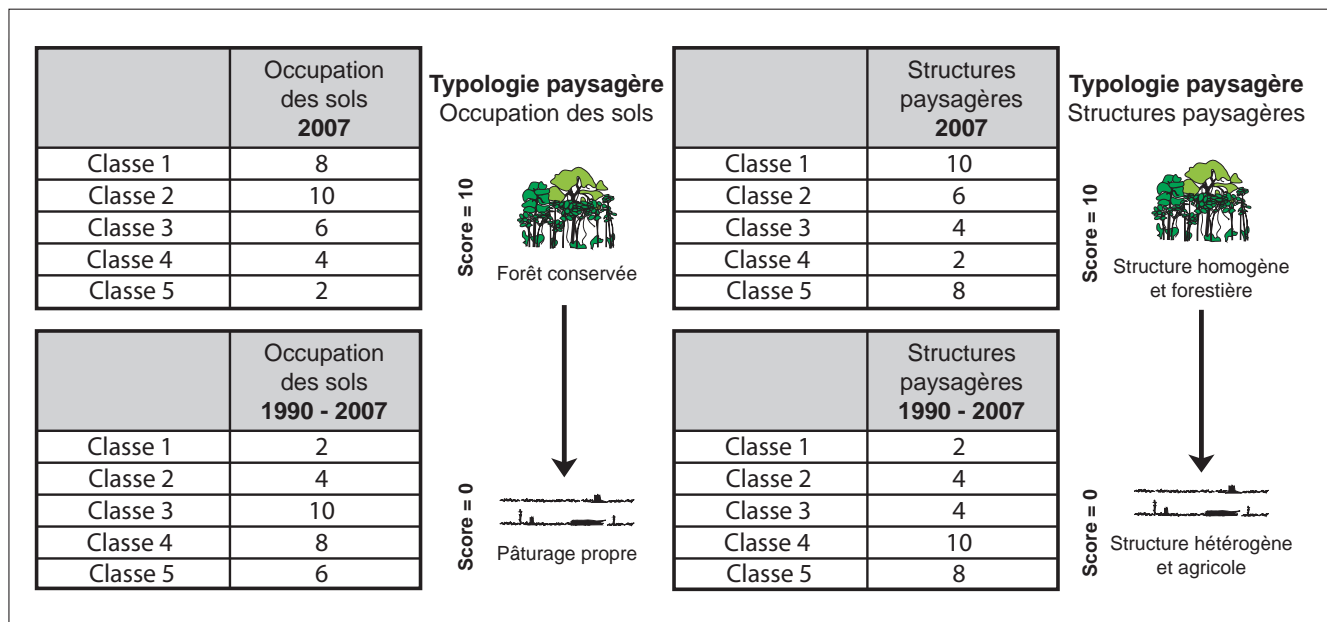 Occupation
des sols
2007
Classe 1 8
Classe 2 10
Classe 3 6
Classe 4 4
Classe 5 2
Typologie paysagère
Occupation des sols
Score = 10
Forêt conservée
Score = 0
Pâturage propre
Occupation
des sols
1990 - 2007
Classe 1 2
Classe 2 4
Classe 3 10
Classe 4 8
Classe 5 6
Structures
paysagères
2007
Classe 1 10
Classe 2 6
Classe 3 4
Classe 4 2
Classe 5 8
Typologie paysagère
Structures paysagères
Score = 10
Structure homogène
et forestière
Score = 0
Structure hétérogène
et agricole
Structures
paysagères
1990 - 2007
Classe 1 2
Classe 2 4
Classe 3 4
Classe 4 10
Classe 5 8